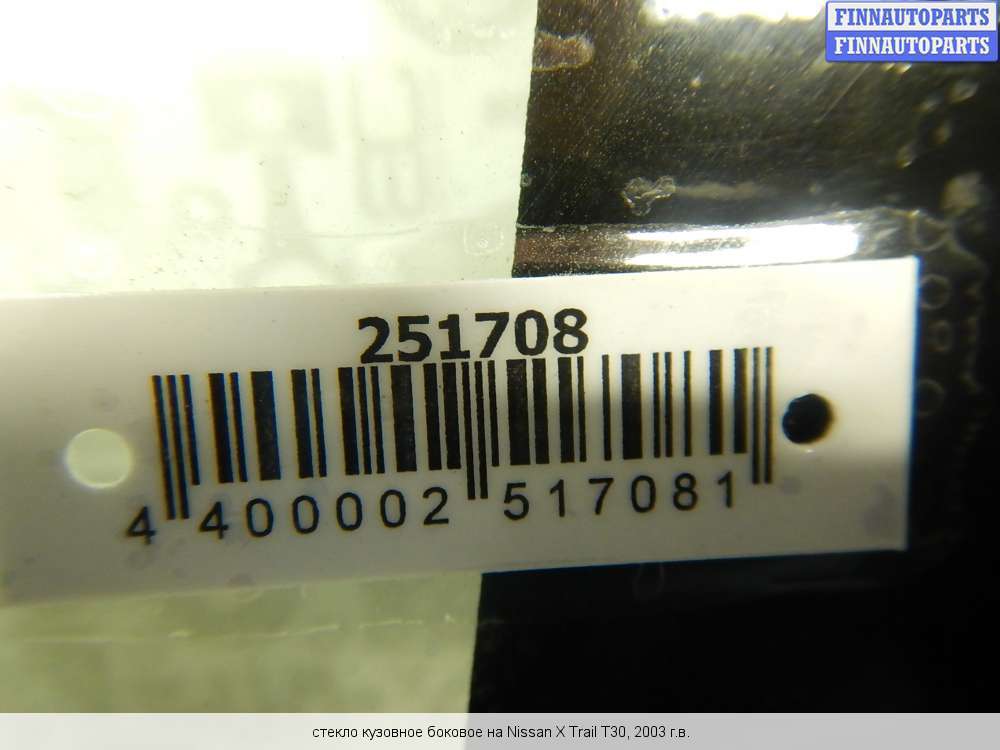 FINNAUTOPARTS
FINNAUTOPARTS
251708
4 400002 517081
стекло кузовное боковое на Nissan X Trail T30, 2003 г.в.